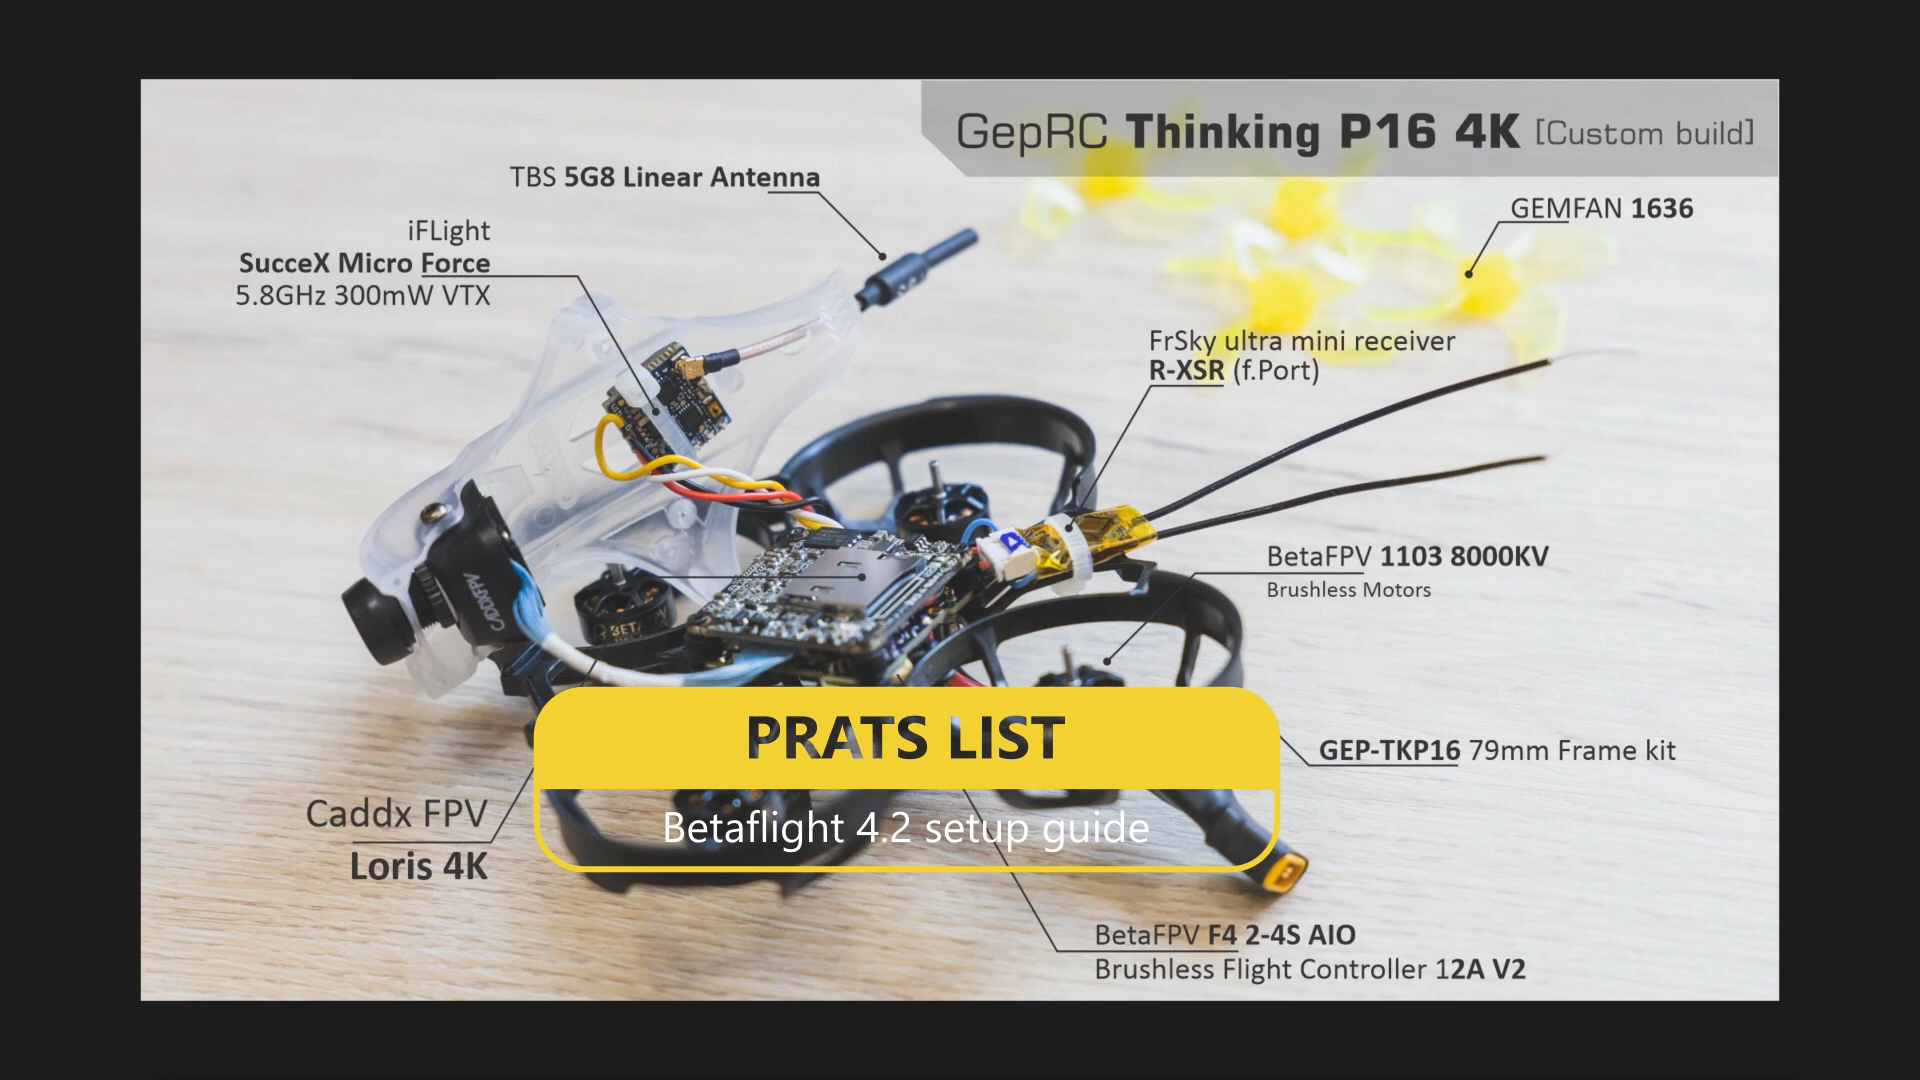 GepRC Thinking P16 4K [Custom build]
TBS 5G8 Linear Antenna
GEMFAN 1636
iFLight
SucceX Micro Force
5.8GHz 300mW VTX
FrSky ultra mini receiver
R-XSR (f.Port)
CADDXFPV
BETAFPV
BetaFPV 1103 8000KV
Brushless Motors
PRATS LIST
Betaflight 4.2 setup guide
GEP-TKP16 79mm Frame kit
Caddx FPV
Loris 4K
BetaFPV F4 2-4S AIO
Brushless Flight Controller 12A V2